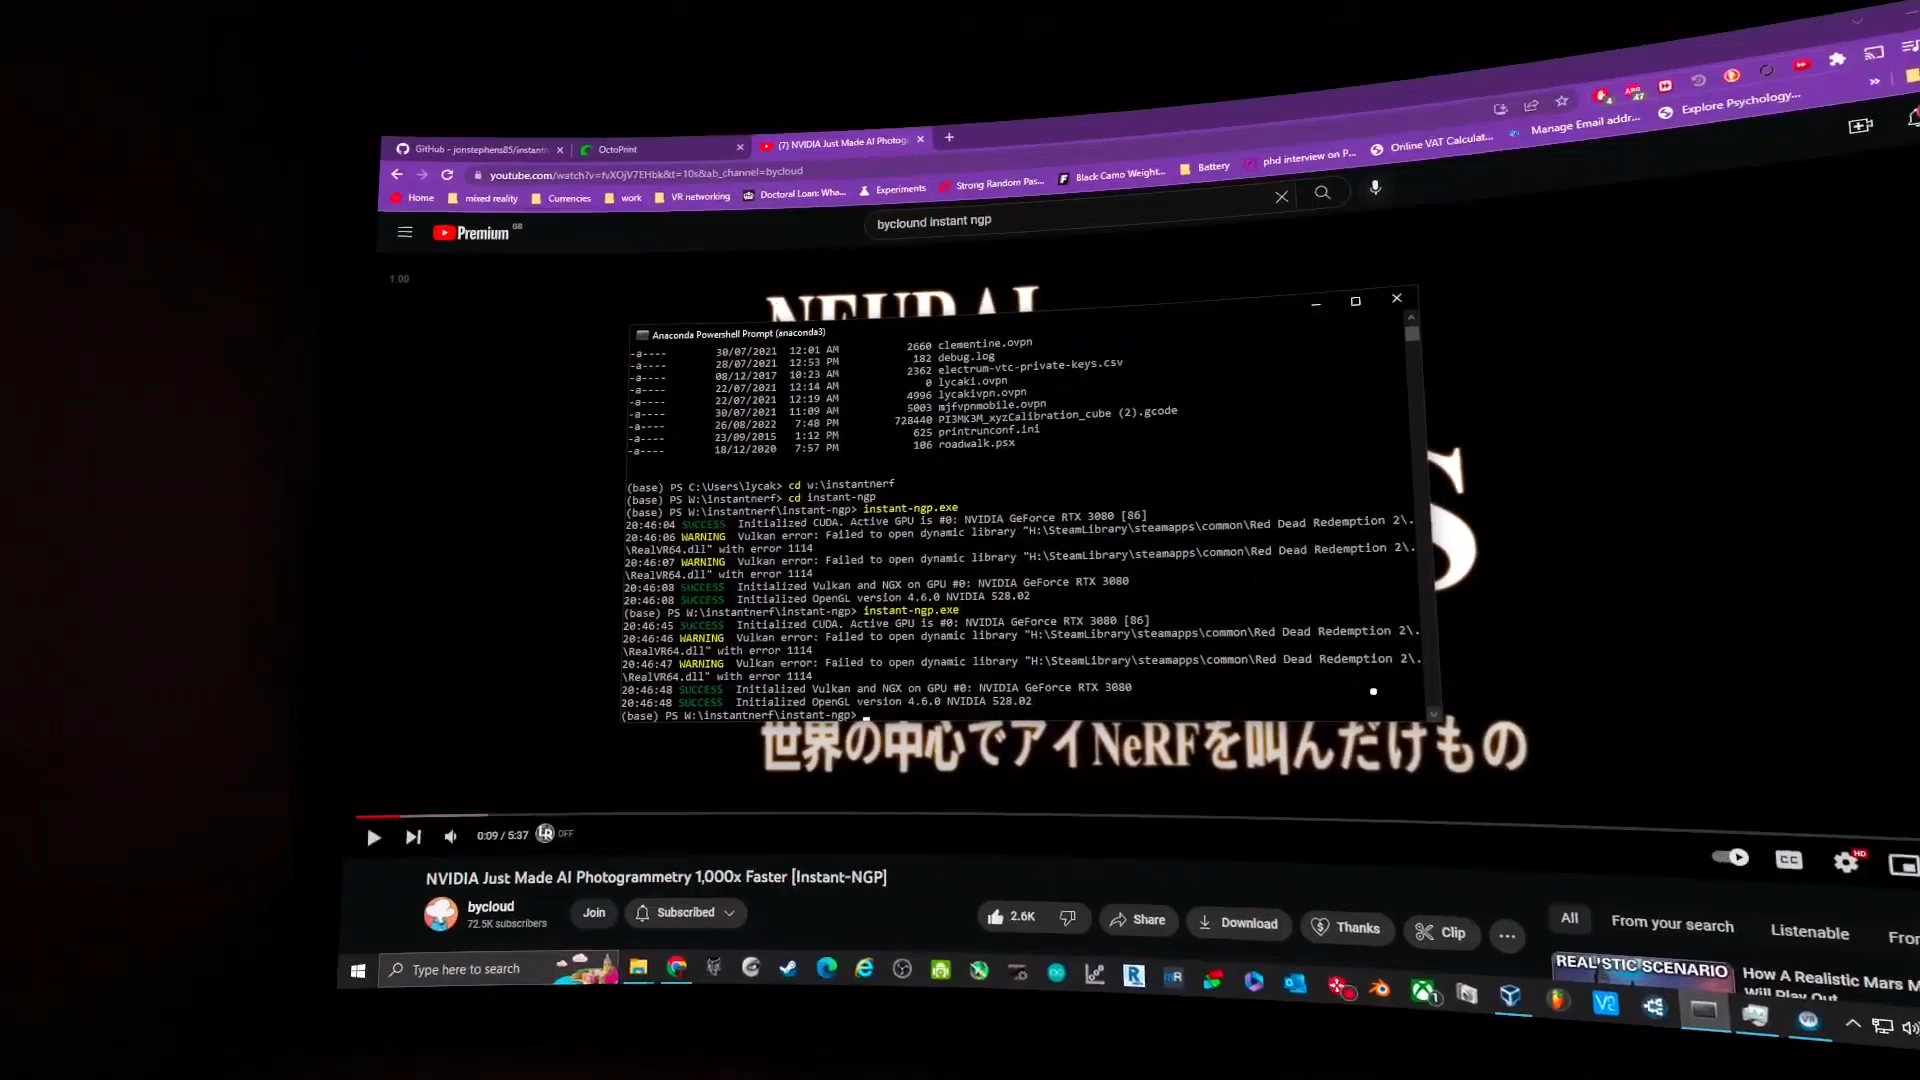 GitHub - jonstephens85/instant
OctoPrint
(7) NVIDIA Just Made AI Photog
youtube.com/watch?v=fvXOjV7EHbk&t=10s&ab_channel=bycloud
Home
mixed reality
Currencies
work
VR networking
Doctoral Loan: Wha...
Experiments
Strong Random Pas...
Black Camo Weight...
Battery
phd interview on P...
Online VAT Calculat...
Manage Email addr...
Explore Psychology...
Premium GB
byclound instant ngp
1:00
NEURAL
S
Anaconda Powershell Prompt (anaconda3)
-a---- 30/07/2021 12:01 AM 2660 clementine.ovpn
-a---- 28/07/2021 12:53 PM 182 debug.log
-a---- 08/12/2017 10:23 AM 2362 electrum-vtc-private-keys.csv
-a---- 22/07/2021 12:14 AM 0 lycaki.ovpn
-a---- 22/07/2021 12:19 AM 4996 lycakivpn.ovpn
-a---- 30/07/2021 11:09 AM 5003 mjfvpnmobile.ovpn
-a---- 26/08/2022 7:48 PM 728440 PI3MK3M_xyzCalibration_cube (2).gcode
-a---- 23/09/2015 1:12 PM 625 printrunconf.ini
-a---- 18/12/2020 7:57 PM 106 roadwalk.psx
(base) PS C:\Users\lycak> cd w:\instantnerf
(base) PS W:\instantnerf> cd instant-ngp
(base) PS W:\instantnerf\instant-ngp> instant-ngp.exe
20:46:04 SUCCESS Initialized CUDA. Active GPU is #0: NVIDIA GeForce RTX 3080 [86]
20:46:06 WARNING Vulkan error: Failed to open dynamic library "H:\SteamLibrary\steamapps\common\Red Dead Redemption 2\.
\RealVR64.dll" with error 1114
20:46:07 WARNING Vulkan error: Failed to open dynamic library "H:\SteamLibrary\steamapps\common\Red Dead Redemption 2\.
\RealVR64.dll" with error 1114
20:46:08 SUCCESS Initialized Vulkan and NGX on GPU #0: NVIDIA GeForce RTX 3080
20:46:08 SUCCESS Initialized OpenGL version 4.6.0 NVIDIA 528.02
(base) PS W:\instantnerf\instant-ngp> instant-ngp.exe
20:46:45 SUCCESS Initialized CUDA. Active GPU is #0: NVIDIA GeForce RTX 3080 [86]
20:46:46 WARNING Vulkan error: Failed to open dynamic library "H:\SteamLibrary\steamapps\common\Red Dead Redemption 2\.
\RealVR64.dll" with error 1114
20:46:47 WARNING Vulkan error: Failed to open dynamic library "H:\SteamLibrary\steamapps\common\Red Dead Redemption 2\.
\RealVR64.dll" with error 1114
20:46:48 SUCCESS Initialized Vulkan and NGX on GPU #0: NVIDIA GeForce RTX 3080
20:46:48 SUCCESS Initialized OpenGL version 4.6.0 NVIDIA 528.02
(base) PS W:\instantnerf\instant-ngp>
世界の中心でアイNeRFを叫んだけもの
0:09 / 5:37
OFF
CC
HD
NVIDIA Just Made AI Photogrammetry 1,000x Faster [Instant-NGP]
bycloud
72.5K subscribers
Join
Subscribed
2.6K
Share
Download
Thanks
Clip
All
From your search
Listenable
From
REALISTIC SCENARIO
How A Realistic Mars M
Will Play Out
Type here to search